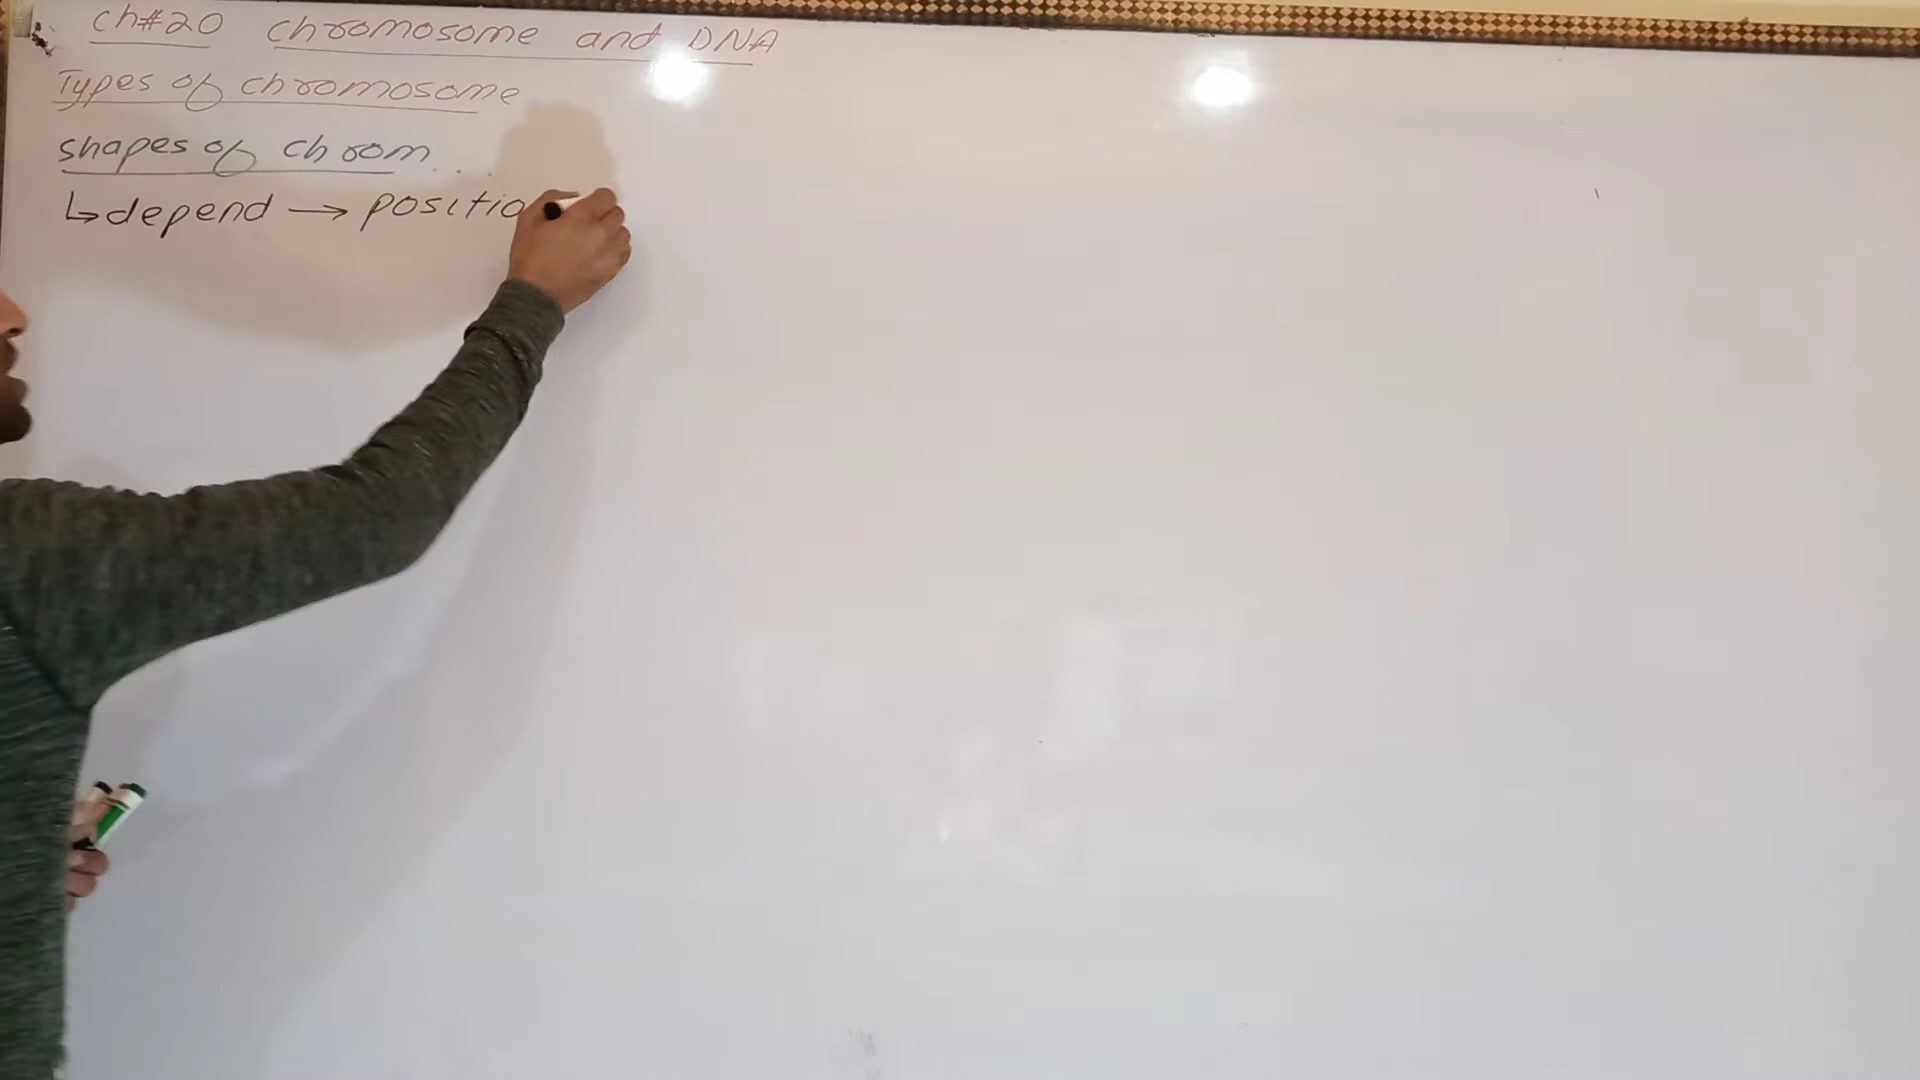 Ch#20 Chromosome and DNA
Types of chromosome
shapes of chrom....
↳depend → positio